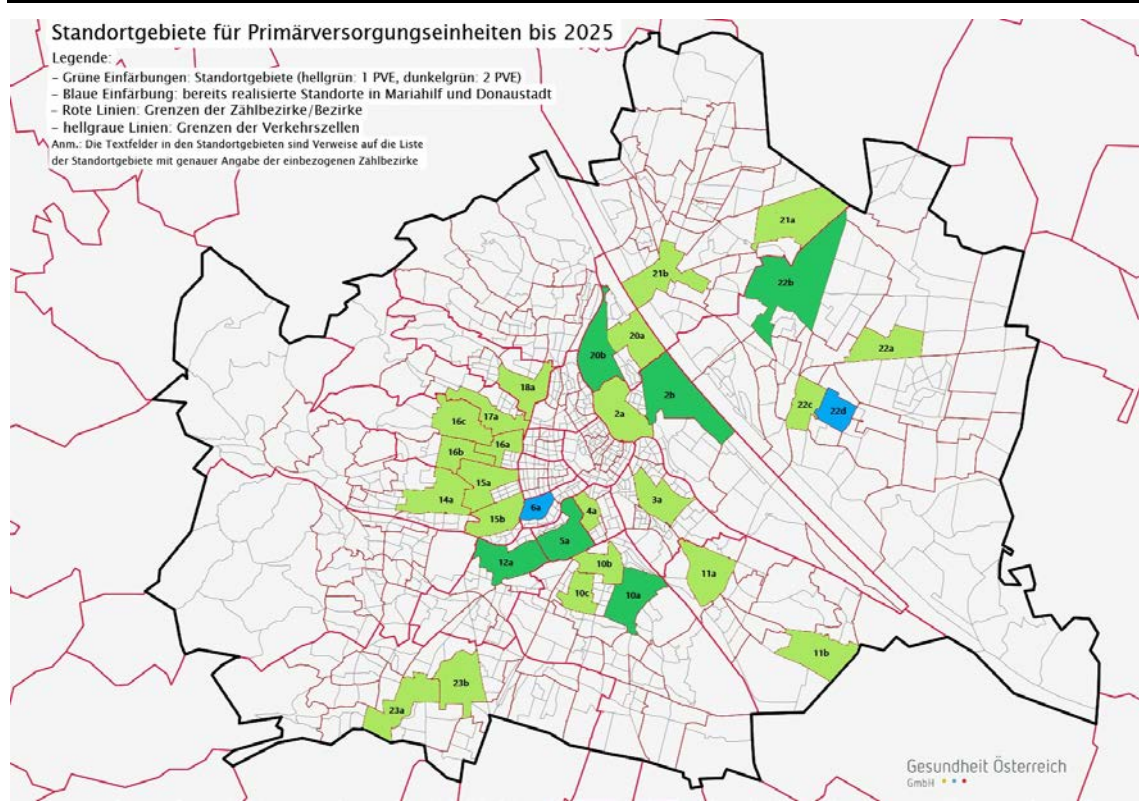 Standortgebiete für Primärversorgungseinheiten bis 2025
Legende:
– Grüne Einfärbungen: Standortgebiete (hellgrün: 1 PVE, dunkelgrün: 2 PVE)
– Blaue Einfärbung: bereits realisierte Standorte in Mariahilf und Donaustadt
– Rote Linien: Grenzen der Zählbezirke/Bezirke
– hellgraue Linien: Grenzen der Verkehrszellen
Anm.: Die Textfelder in den Standortgebieten sind Verweise auf die Liste
der Standortgebiete mit genauer Angabe der einbezogenen Zählbezirke
21a
21b
22b
20a
22a
20b
18a
2b
22c
22d
2a
17a
16c
16a
16b
15a
14a
3a
6a
4a
15b
5a
12a
10b
11a
10c
10a
11b
23b
23a
Gesundheit Österreich
GmbH